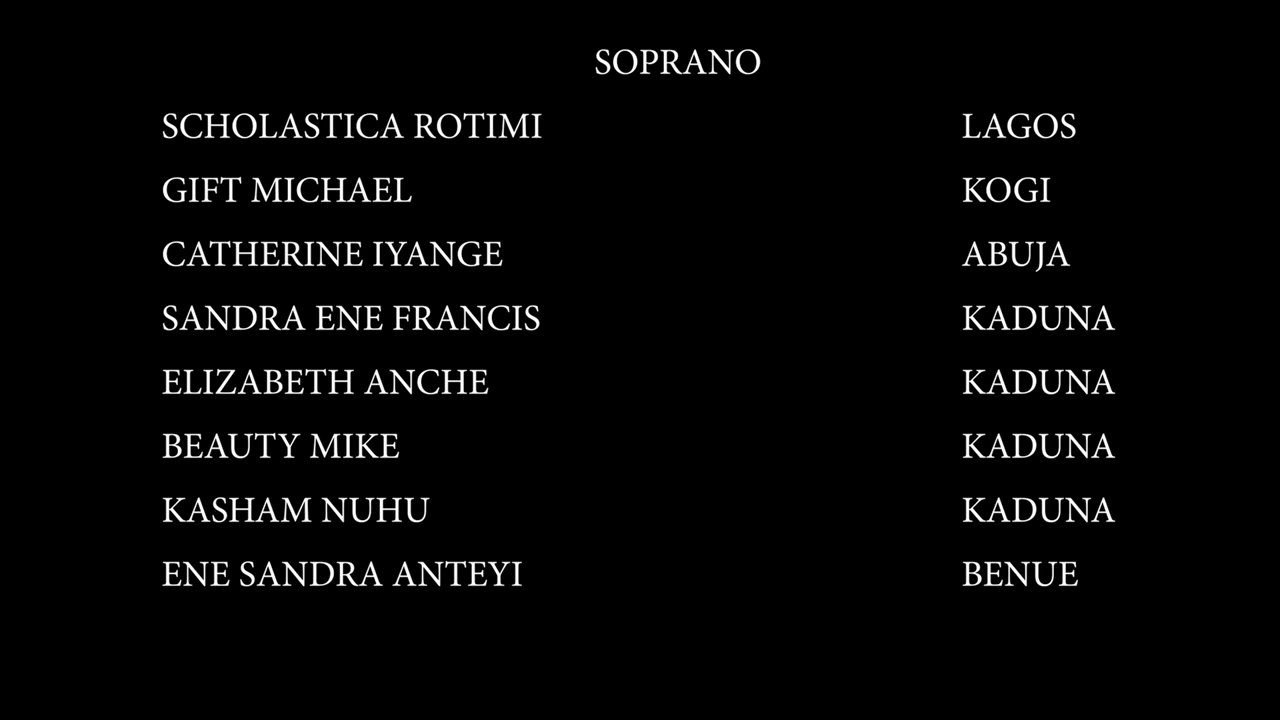 SOPRANO
SCHOLASTICA ROTIMI LAGOS
GIFT MICHAEL KOGI
CATHERINE IYANGE ABUJA
SANDRA ENE FRANCIS KADUNA
ELIZABETH ANCHE KADUNA
BEAUTY MIKE KADUNA
KASHAM NUHU KADUNA
ENE SANDRA ANTEYI BENUE